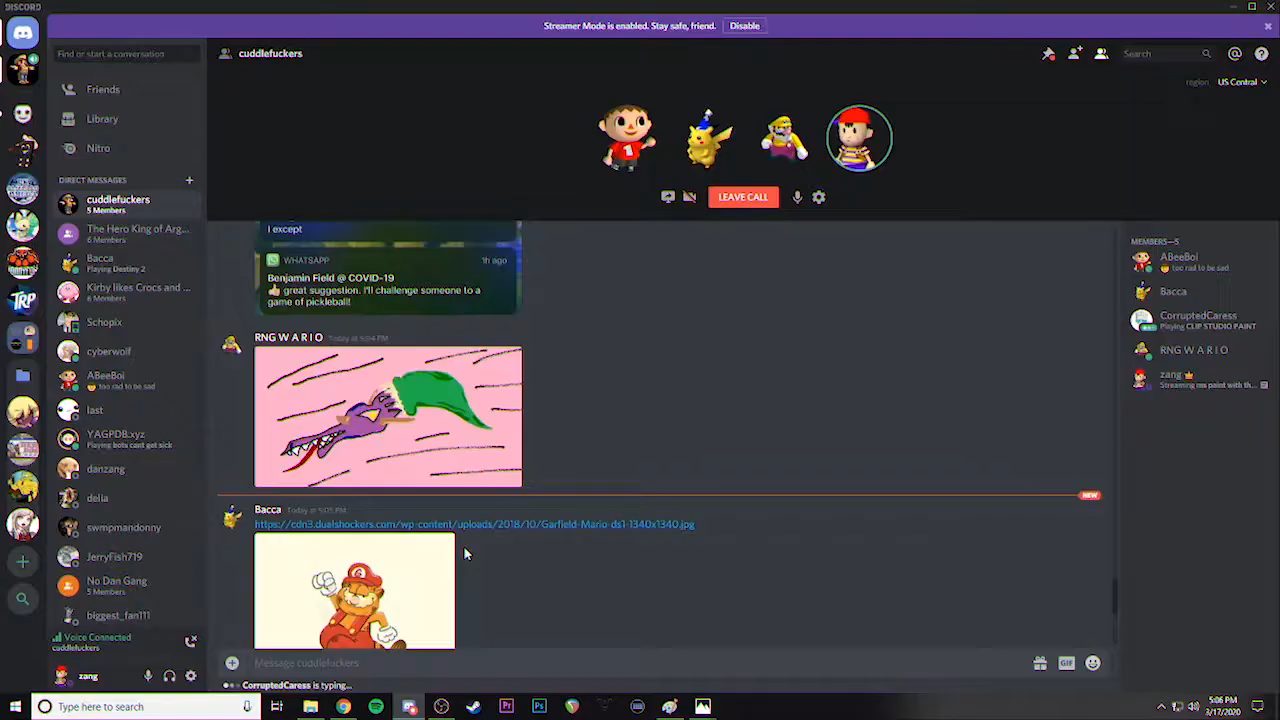 DISCORD
Streamer Mode is enabled. Stay safe, friend.
Disable
Find or start a conversation
cuddlefuckers
Search
region
US Central
Friends
Library
Nitro
DIRECT MESSAGES
cuddlefuckers
5 Members
The Hero King of Arg...
6 Members
Bacca
Playing Destiny 2
Kirby likes Crocs and ...
6 Members
Schopix
cyberwolf
ABeeBoi
too rad to be sad
last
YAGPDB.xyz
Playing bots cant get sick
danzang
delia
swmpmandonny
JerryFish719
No Dan Gang
5 Members
biggest_fan111
Voice Connected
cuddlefuckers
zang
TRP
1
LEAVE CALL
I except
WHATSAPP
1h ago
Benjamin Field @ COVID-19
👍 great suggestion. I'll challenge someone to a
game of pickleball!
RNG W A R I O
Today at 5:04 PM
NEW
Bacca
Today at 5:05 PM
https://cdn3.dualshockers.com/wp-content/uploads/2018/10/Garfield-Mario-ds1-1340x1340.jpg
G
Message cuddlefuckers
GIF
CorruptedCaress is typing...
MEMBERS—5
ABeeBoi
too rad to be sad
Bacca
CorruptedCaress
Playing CLIP STUDIO PAINT
RNG W A R I O
zang
Streaming ms paint with th...
Type here to search
Pr
Ps
5:06 PM
3/17/2020